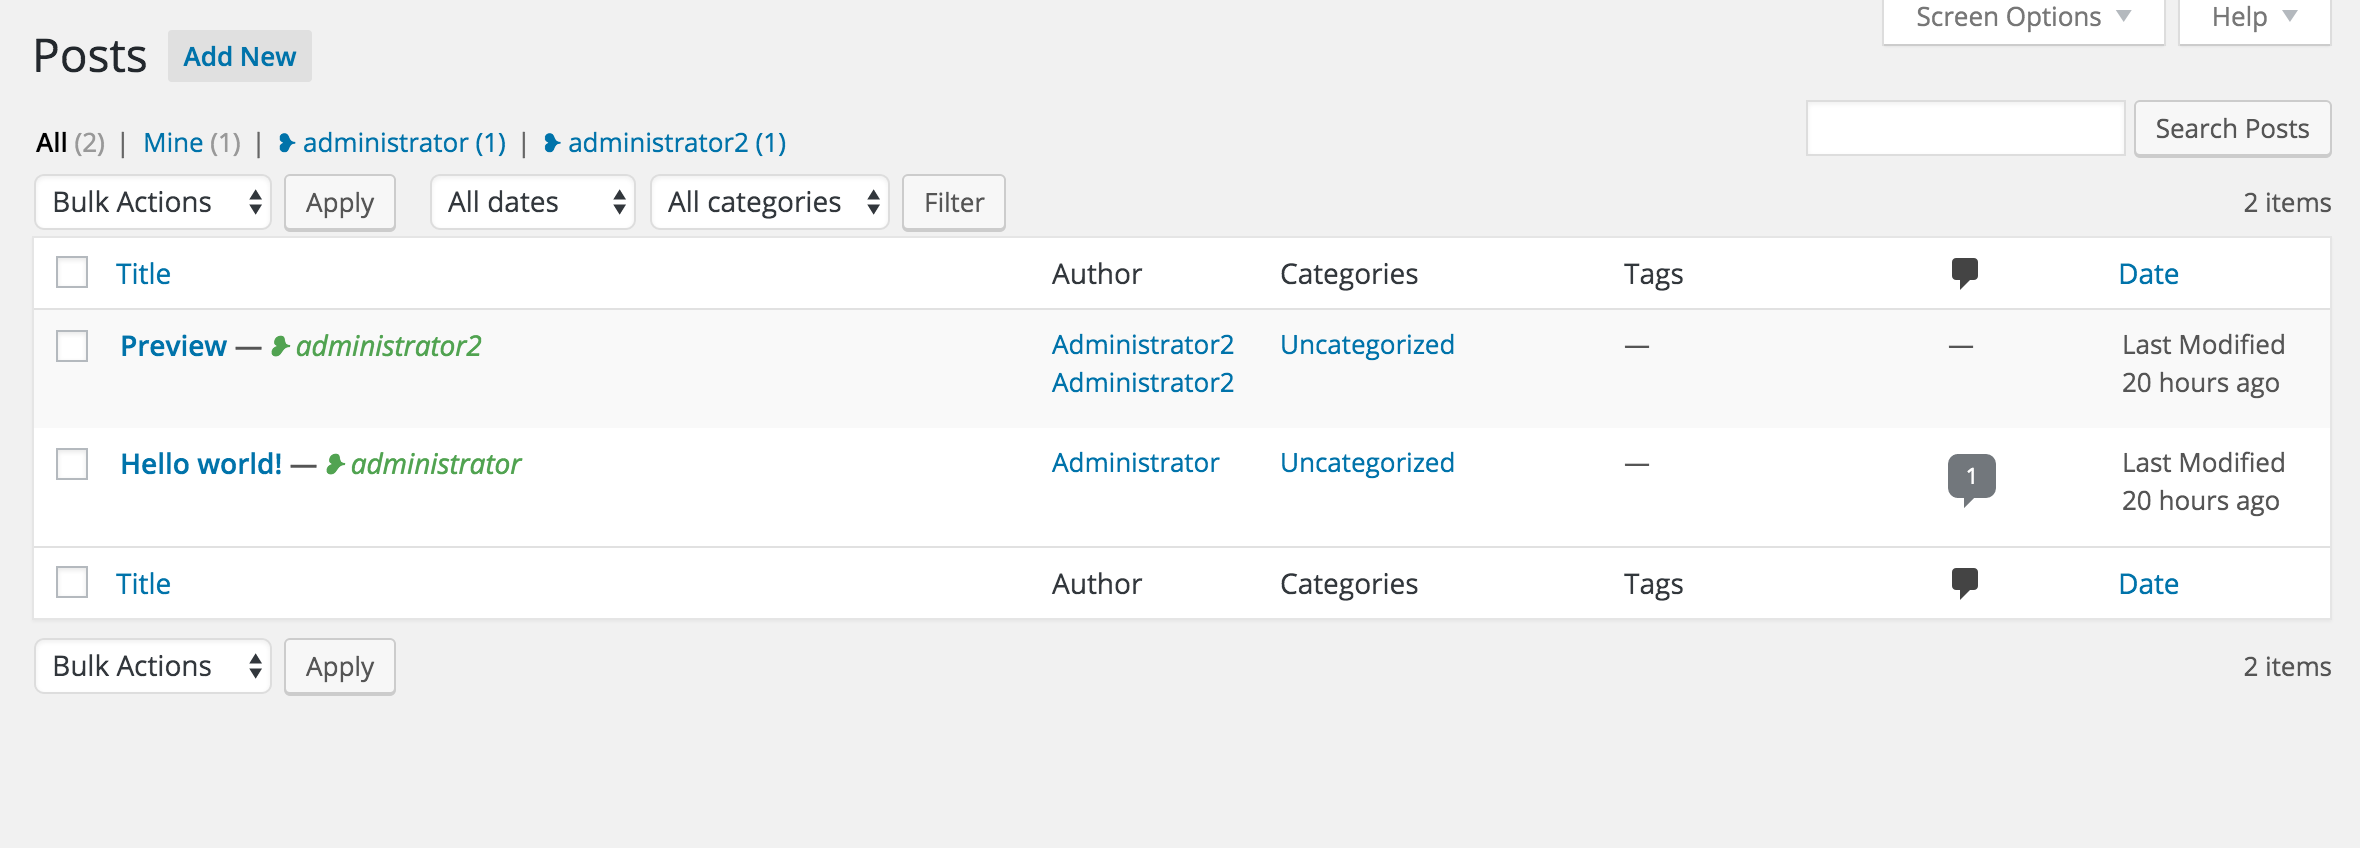 Screen Options Help
Posts Add New
All (2) | Mine (1) | administrator (1) | administrator2 (1) Search Posts
Bulk Actions Apply All dates All categories Filter 2 items
Title Author Categories Tags Date
Preview — administrator2 Administrator2 Uncategorized — — Last Modified
Administrator2 20 hours ago
Hello world! — administrator Administrator Uncategorized — 1 Last Modified
20 hours ago
Title Author Categories Tags Date
Bulk Actions Apply 2 items